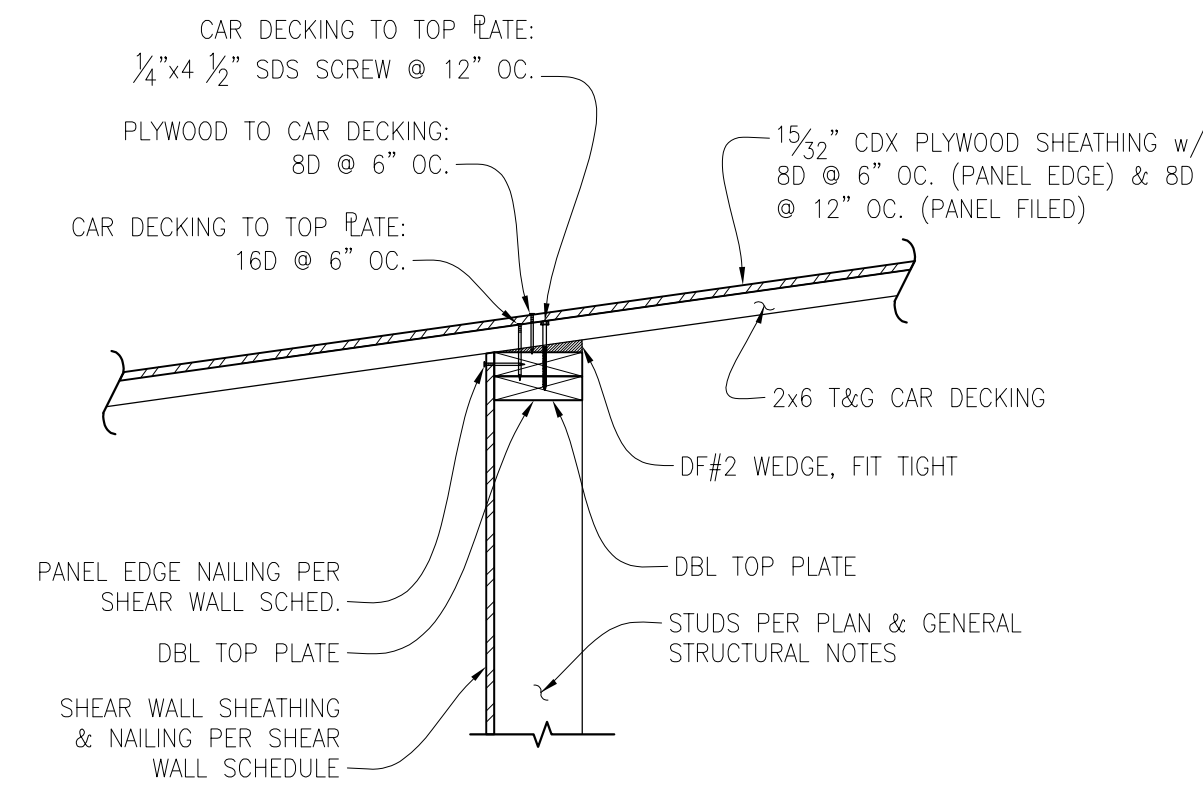 CAR DECKING TO TOP PLATE:
1/4"x4 1/2" SDS SCREW @ 12" OC.
PLYWOOD TO CAR DECKING:
8D @ 6" OC.
CAR DECKING TO TOP PLATE:
16D @ 6" OC.
15/32" CDX PLYWOOD SHEATHING w/
8D @ 6" OC. (PANEL EDGE) & 8D
@ 12" OC. (PANEL FILED)
2x6 T&G CAR DECKING
DF#2 WEDGE, FIT TIGHT
DBL TOP PLATE
STUDS PER PLAN & GENERAL
STRUCTURAL NOTES
PANEL EDGE NAILING PER
SHEAR WALL SCHED.
DBL TOP PLATE
SHEAR WALL SHEATHING
& NAILING PER SHEAR
WALL SCHEDULE